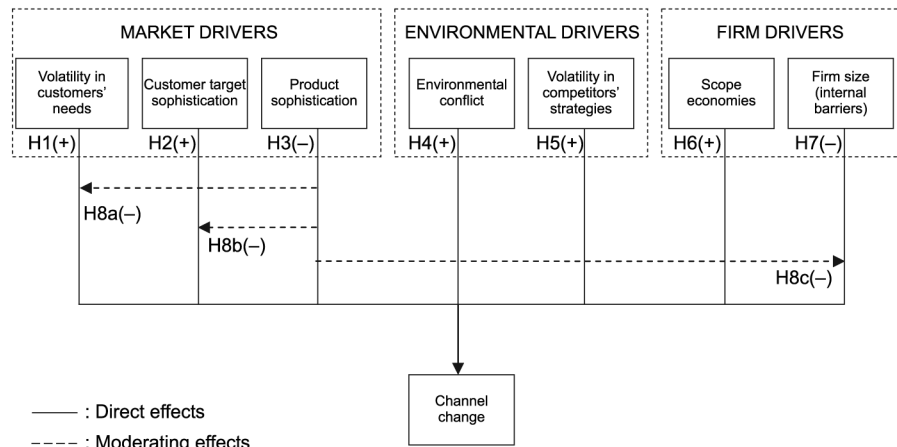 MARKET DRIVERS
ENVIRONMENTAL DRIVERS
FIRM DRIVERS
Volatility in
customers'
needs
Customer target
sophistication
Product
sophistication
Environmental
conflict
Volatility in
competitors'
strategies
Scope
economies
Firm size
(internal
barriers)
H1(+)
H2(+)
H3(–)
H4(+)
H5(+)
H6(+)
H7(–)
H8a(–)
H8b(–)
H8c(–)
Channel
change
: Direct effects
: Moderating effects